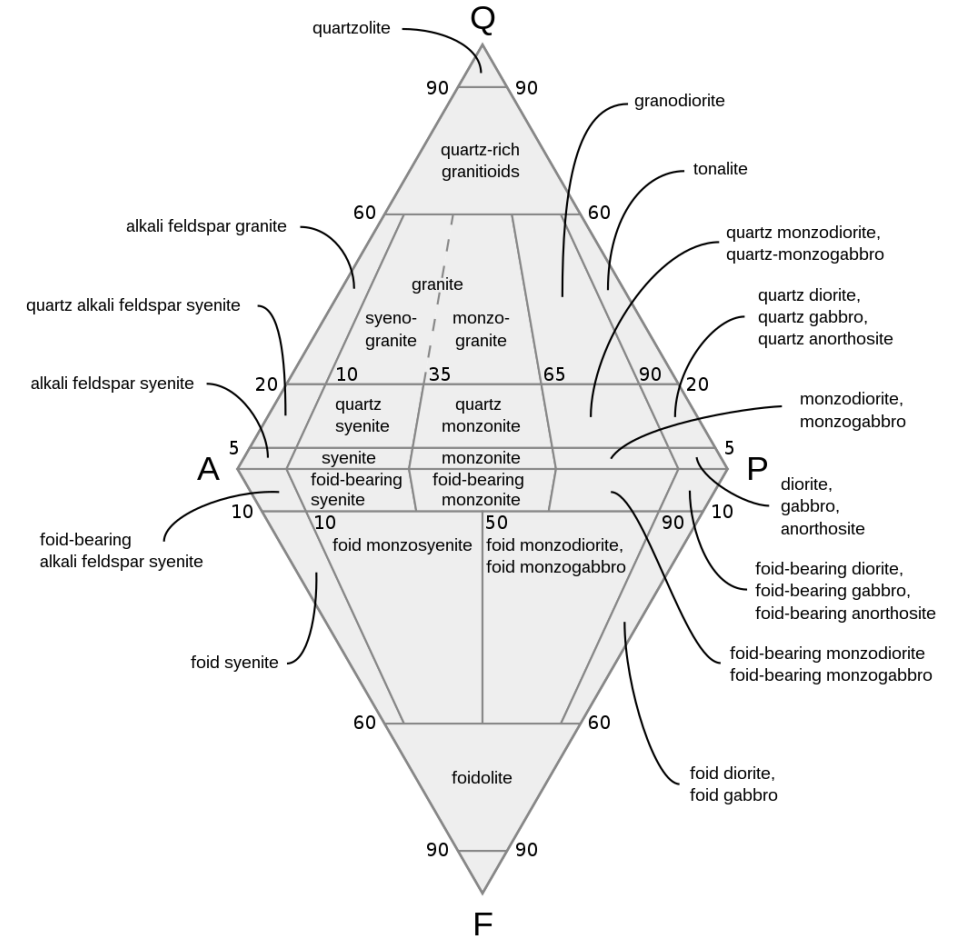 Q
quartzolite
90
90
granodiorite
quartz-rich
granitioids
tonalite
60
60
alkali feldspar granite
quartz monzodiorite,
quartz-monzogabbro
granite
quartz alkali feldspar syenite
quartz diorite,
quartz gabbro,
quartz anorthosite
syeno-
granite
monzo-
granite
alkali feldspar syenite
20
10
35
65
90
20
quartz
syenite
quartz
monzonite
monzodiorite,
monzogabbro
5
5
A
syenite
monzonite
P
foid-bearing
syenite
foid-bearing
monzonite
diorite,
gabbro,
anorthosite
10
10
50
90
10
foid-bearing
alkali feldspar syenite
foid monzosyenite
foid monzodiorite,
foid monzogabbro
foid-bearing diorite,
foid-bearing gabbro,
foid-bearing anorthosite
foid syenite
foid-bearing monzodiorite
foid-bearing monzogabbro
60
60
foidolite
foid diorite,
foid gabbro
90
90
F